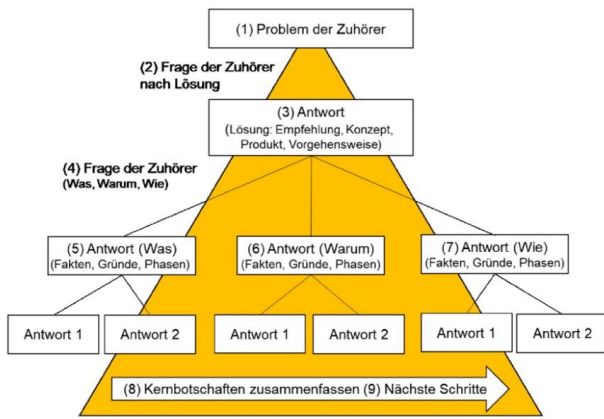 (1) Problem der Zuhörer
(2) Frage der Zuhörer
nach Lösung
(3) Antwort
(Lösung: Empfehlung, Konzept,
Produkt, Vorgehensweise)
(4) Frage der Zuhörer
(Was, Warum, Wie)
(5) Antwort (Was)
(Fakten, Gründe, Phasen)
(6) Antwort (Warum)
(Fakten, Gründe, Phasen)
(7) Antwort (Wie)
(Fakten, Gründe, Phasen)
Antwort 1
Antwort 2
Antwort 1
Antwort 2
Antwort 1
Antwort 2
(8) Kernbotschaften zusammenfassen (9) Nächste Schritte